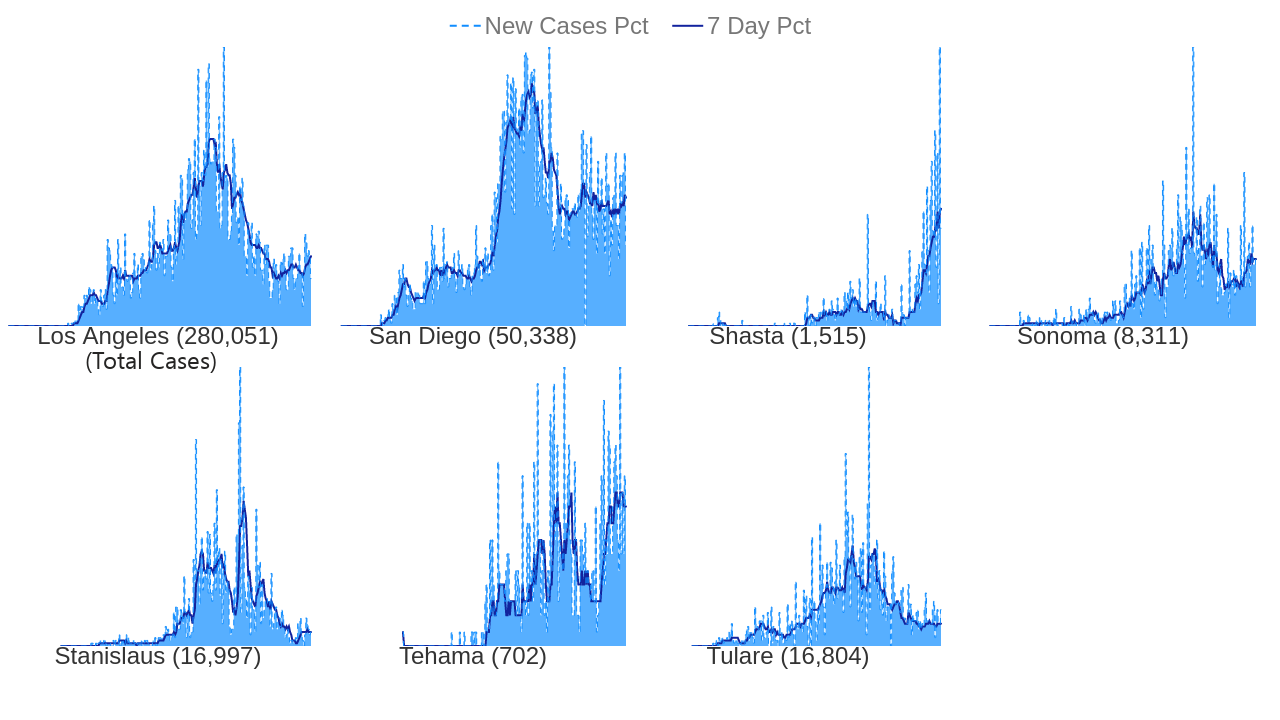 New Cases Pct 7 Day Pct
Los Angeles (280,051)
(Total Cases)
San Diego (50,338)
Shasta (1,515)
Sonoma (8,311)
Stanislaus (16,997)
Tehama (702)
Tulare (16,804)